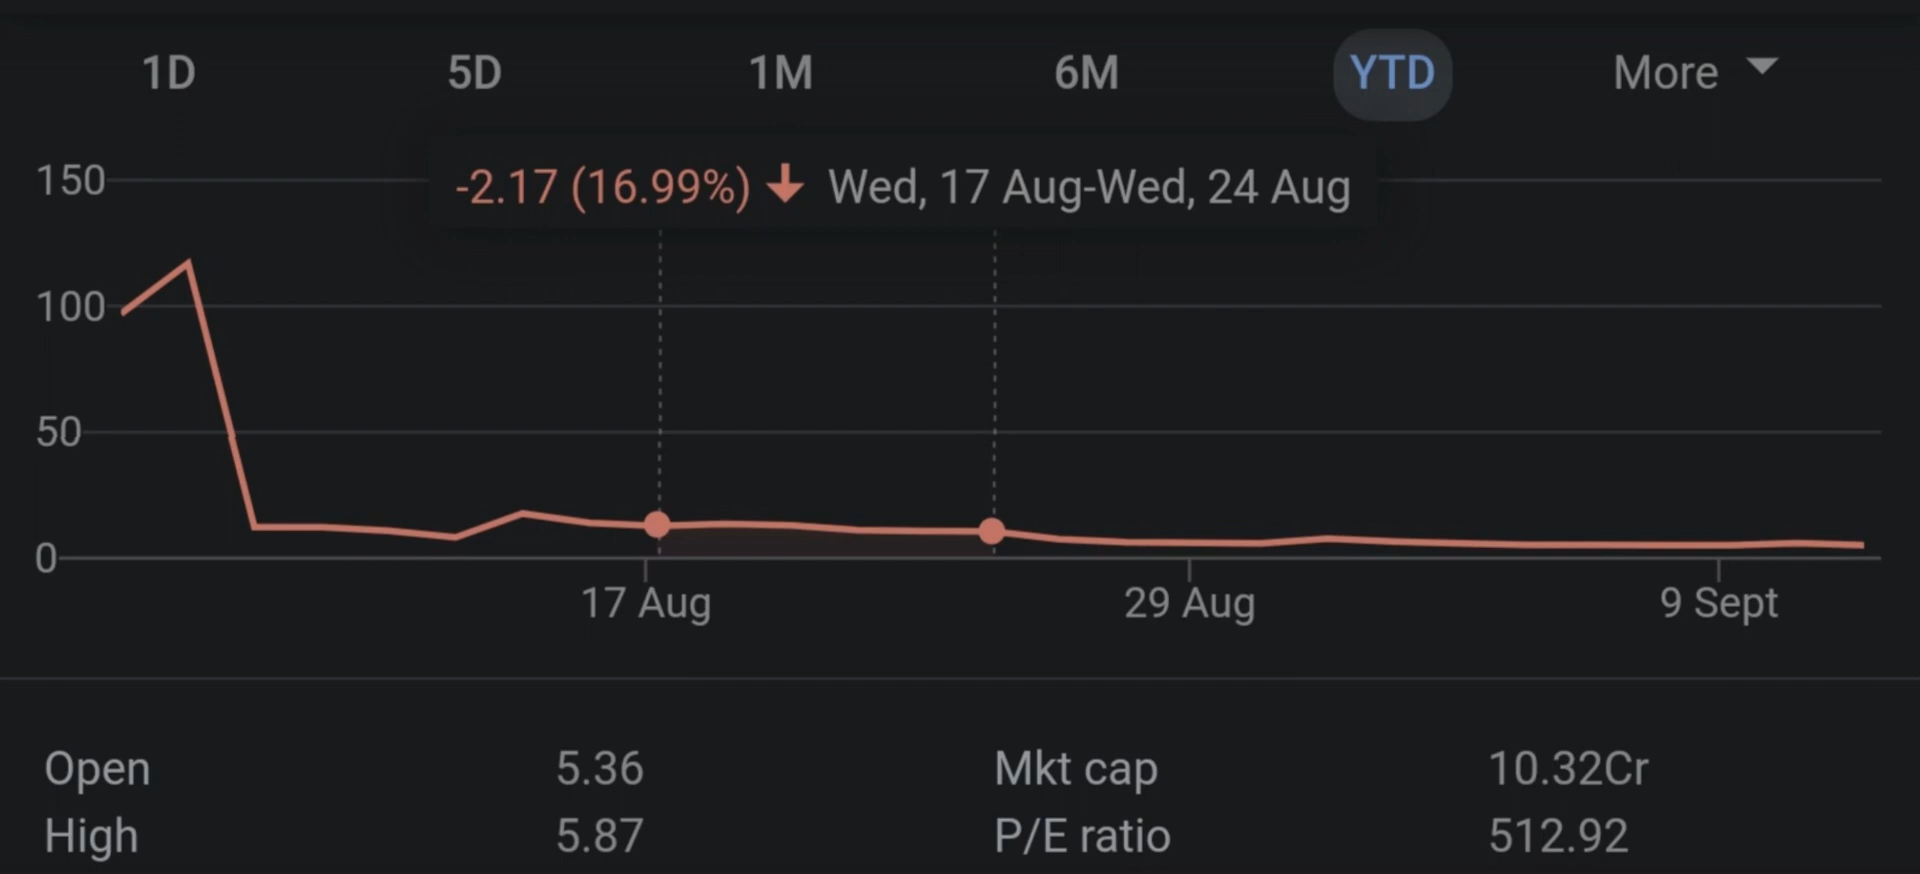 1D 5D 1M 6M YTD More
-2.17 (16.99%) Wed, 17 Aug-Wed, 24 Aug
150
100
50
0
17 Aug 29 Aug 9 Sept
Open 5.36 Mkt cap 10.32Cr
High 5.87 P/E ratio 512.92